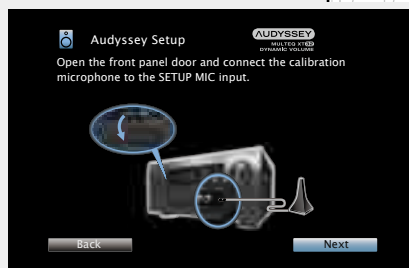 Audyssey Setup
AUDYSSEY
MULTEQ XT32
DYNAMIC VOLUME
Open the front panel door and connect the calibration
microphone to the SETUP MIC input.
Back
Next